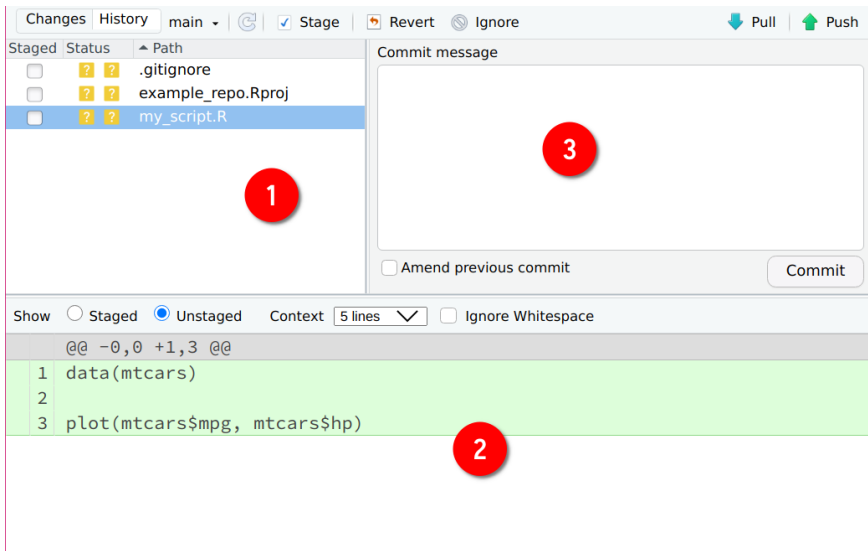 Changes History main Stage Revert Ignore Pull Push
Staged Status Path
? ? .gitignore
? ? example_repo.Rproj
? ? my_script.R
1
Commit message
3
Amend previous commit
Commit
Show Staged Unstaged Context 5 lines Ignore Whitespace
@@ -0,0 +1,3 @@
1 data(mtcars)
2
3 plot(mtcars$mpg, mtcars$hp)
2